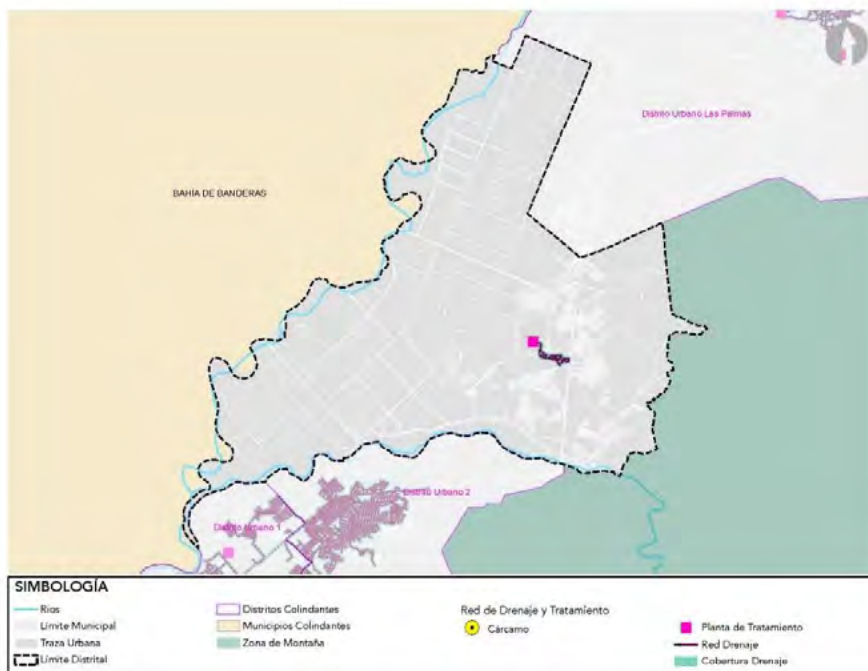 Distrito Urbano Las Palmas
BAHÍA DE BANDERAS
Distrito Urbano 2
Distrito Urbano 1
SIMBOLOGÍA
Ríos
Límite Municipal
Traza Urbana
Límite Distrital
Distritos Colindantes
Municipios Colindantes
Zona de Montaña
Red de Drenaje y Tratamiento
Cárcamo
Planta de Tratamiento
Red Drenaje
Cobertura Drenaje